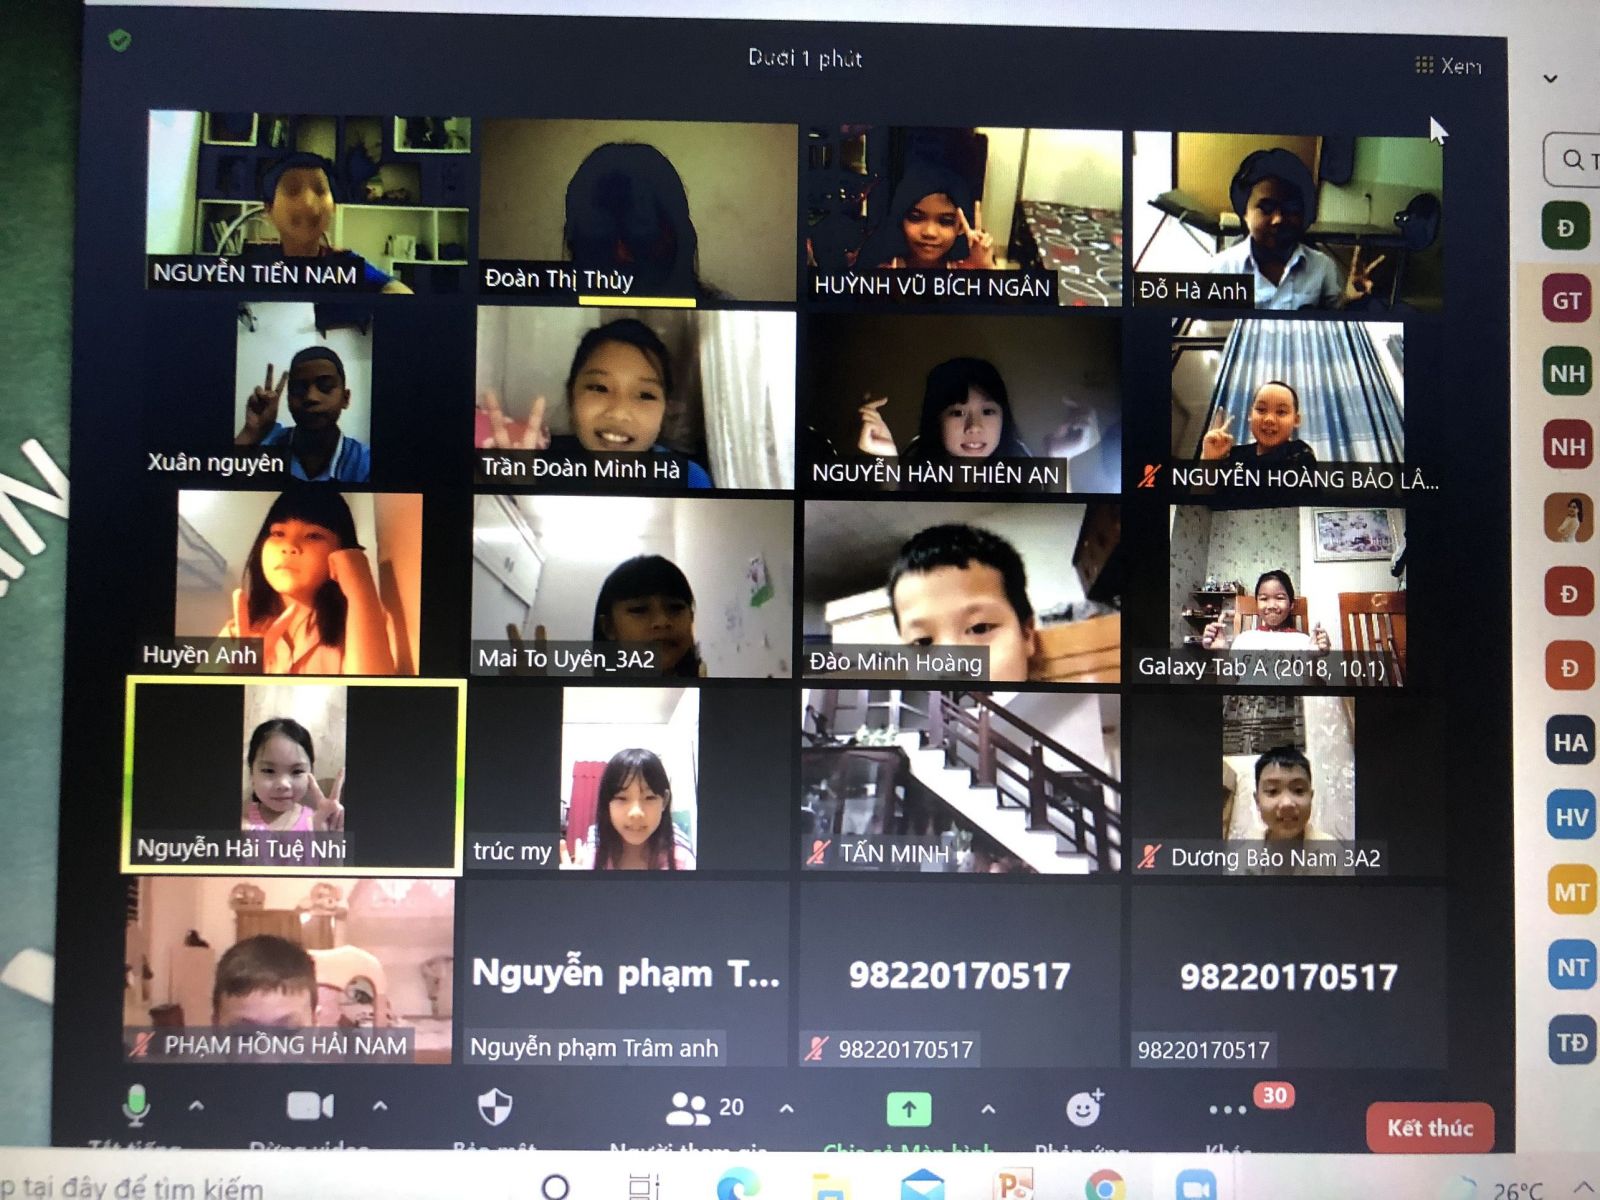 Dưới 1 phút
Xem
NGUYỄN TIẾN NAM
Đoàn Thị Thủy
HUỲNH VŨ BÍCH NGÂN
Đỗ Hà Anh
Xuân nguyên
Trần Đoàn Minh Hà
NGUYỄN HÀN THIÊN AN
NGUYỄN HOÀNG BẢO LÂ...
Huyền Anh
Mai To Uyên_3A2
Đào Minh Hoàng
Galaxy Tab A (2018, 10.1)
Nguyễn Hải Tuệ Nhi
trúc my
TẤN MINH
Dương Bảo Nam 3A2
PHẠM HỒNG HẢI NAM
Nguyễn phạm T...
Nguyễn phạm Trâm anh
98220170517
98220170517
98220170517
98220170517
20
30
Kết thúc
tại đây để tìm kiếm
26°C
Đ
GT
NH
NH
Đ
Đ
HA
HV
MT
NT
TĐ